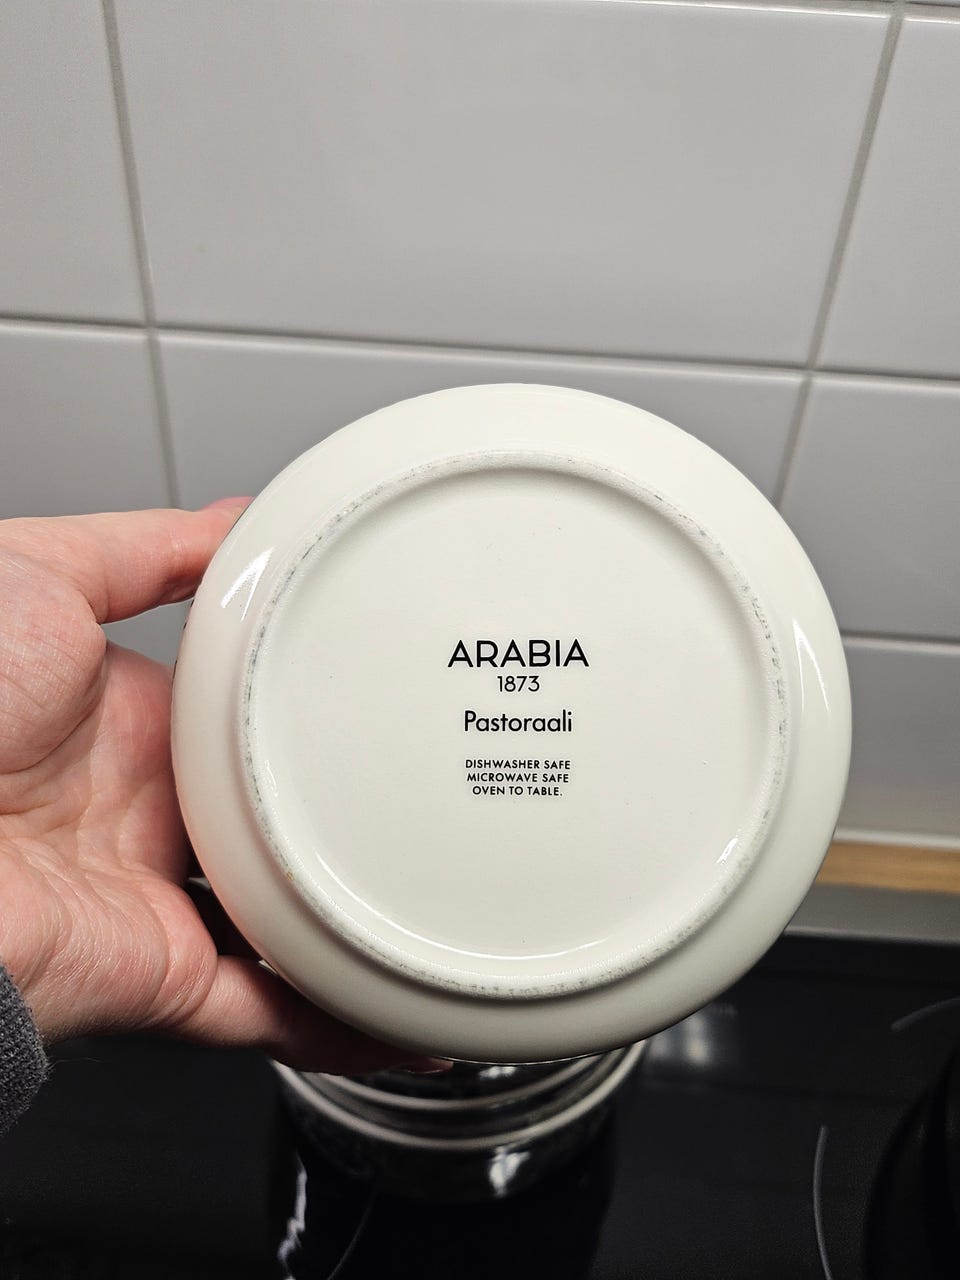 ARABIA
1873
Pastoraali
DISHWASHER SAFE
MICROWAVE SAFE
OVEN TO TABLE.